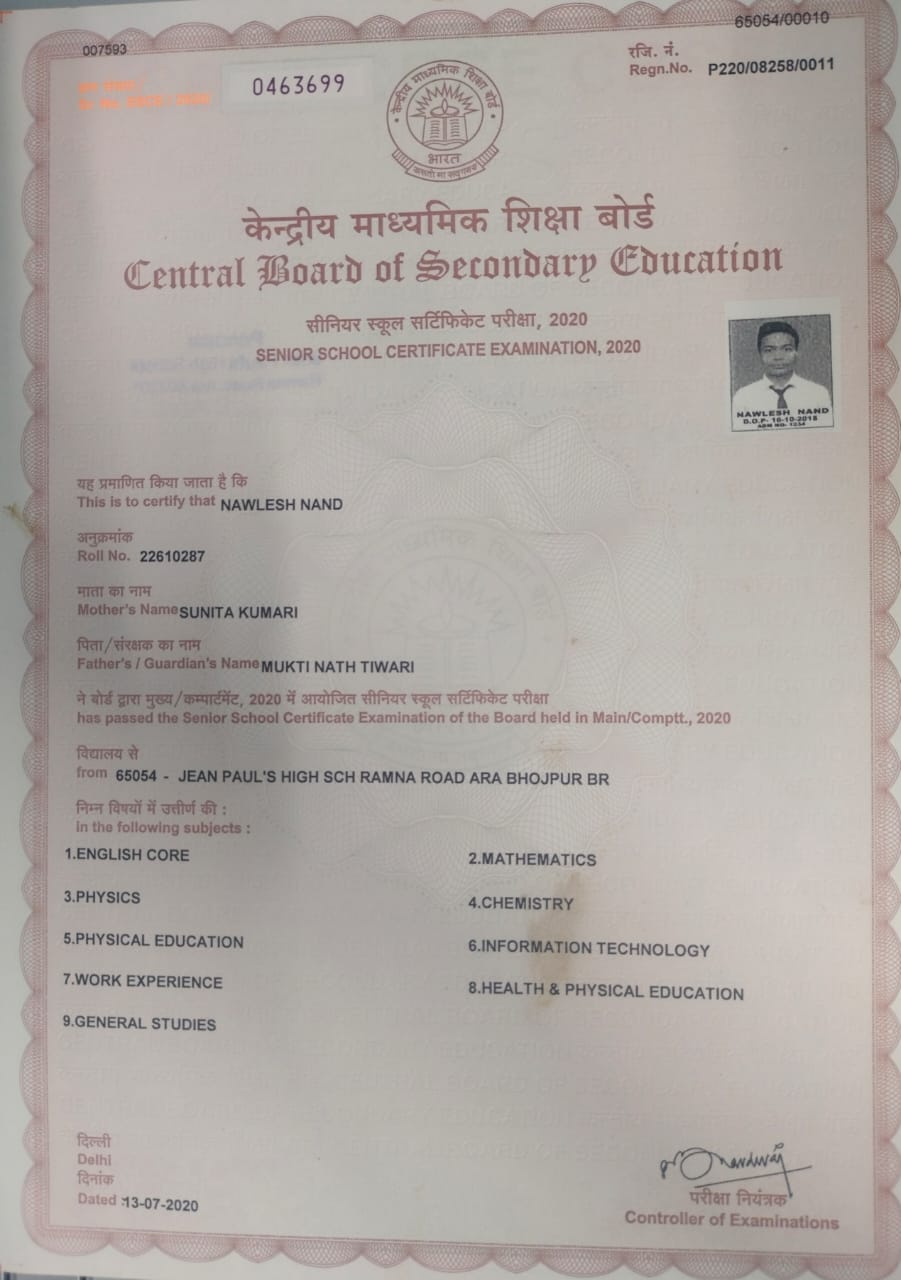 65054/00010
007593
0463699
रजि. नं.
Regn.No. P220/08258/0011
केन्द्रीय माध्यमिक शिक्षा बोर्ड
भारत
असतो मा सद्गमय
केन्द्रीय माध्यमिक शिक्षा बोर्ड
Central Board of Secondary Education
सीनियर स्कूल सर्टिफिकेट परीक्षा, 2020
SENIOR SCHOOL CERTIFICATE EXAMINATION, 2020
NAWLESH NAND
D.O.P- 16-10-2018
ADM NO- 1234
यह प्रमाणित किया जाता है कि
This is to certify that NAWLESH NAND
अनुक्रमांक
Roll No. 22610287
माता का नाम
Mother's Name SUNITA KUMARI
पिता/संरक्षक का नाम
Father's / Guardian's Name MUKTI NATH TIWARI
ने बोर्ड द्वारा मुख्य/कम्पार्टमेंट, 2020 में आयोजित सीनियर स्कूल सर्टिफिकेट परीक्षा
has passed the Senior School Certificate Examination of the Board held in Main/Comptt., 2020
विद्यालय से
from 65054 - JEAN PAUL'S HIGH SCH RAMNA ROAD ARA BHOJPUR BR
निम्न विषयों में उत्तीर्ण की :
in the following subjects :
1.ENGLISH CORE 2.MATHEMATICS
3.PHYSICS 4.CHEMISTRY
5.PHYSICAL EDUCATION 6.INFORMATION TECHNOLOGY
7.WORK EXPERIENCE 8.HEALTH & PHYSICAL EDUCATION
9.GENERAL STUDIES
दिल्ली
Delhi
दिनांक
Dated :13-07-2020
परीक्षा नियंत्रक
Controller of Examinations